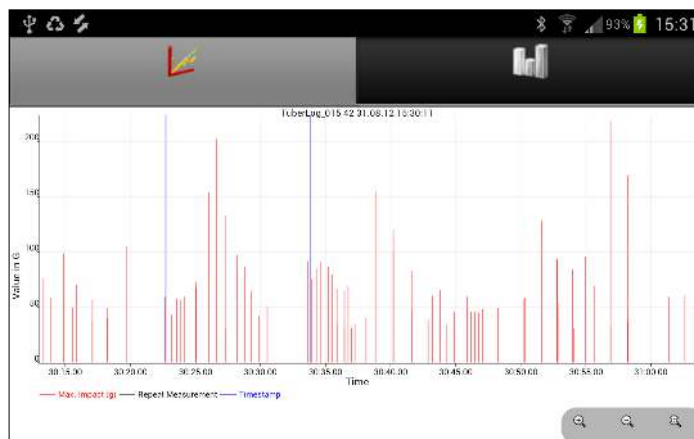 93% 15:31
TuberLog_015 42 31.08.12 15:30:11
200
150
100
50
0
Value in G
30:15.00 30:20.00 30:25.00 30:30.00 30:35.00 30:40.00 30:45.00 30:50.00 30:55.00 31:00.00
Time
Max. Impact (g) Repeat Measurement Timestamp